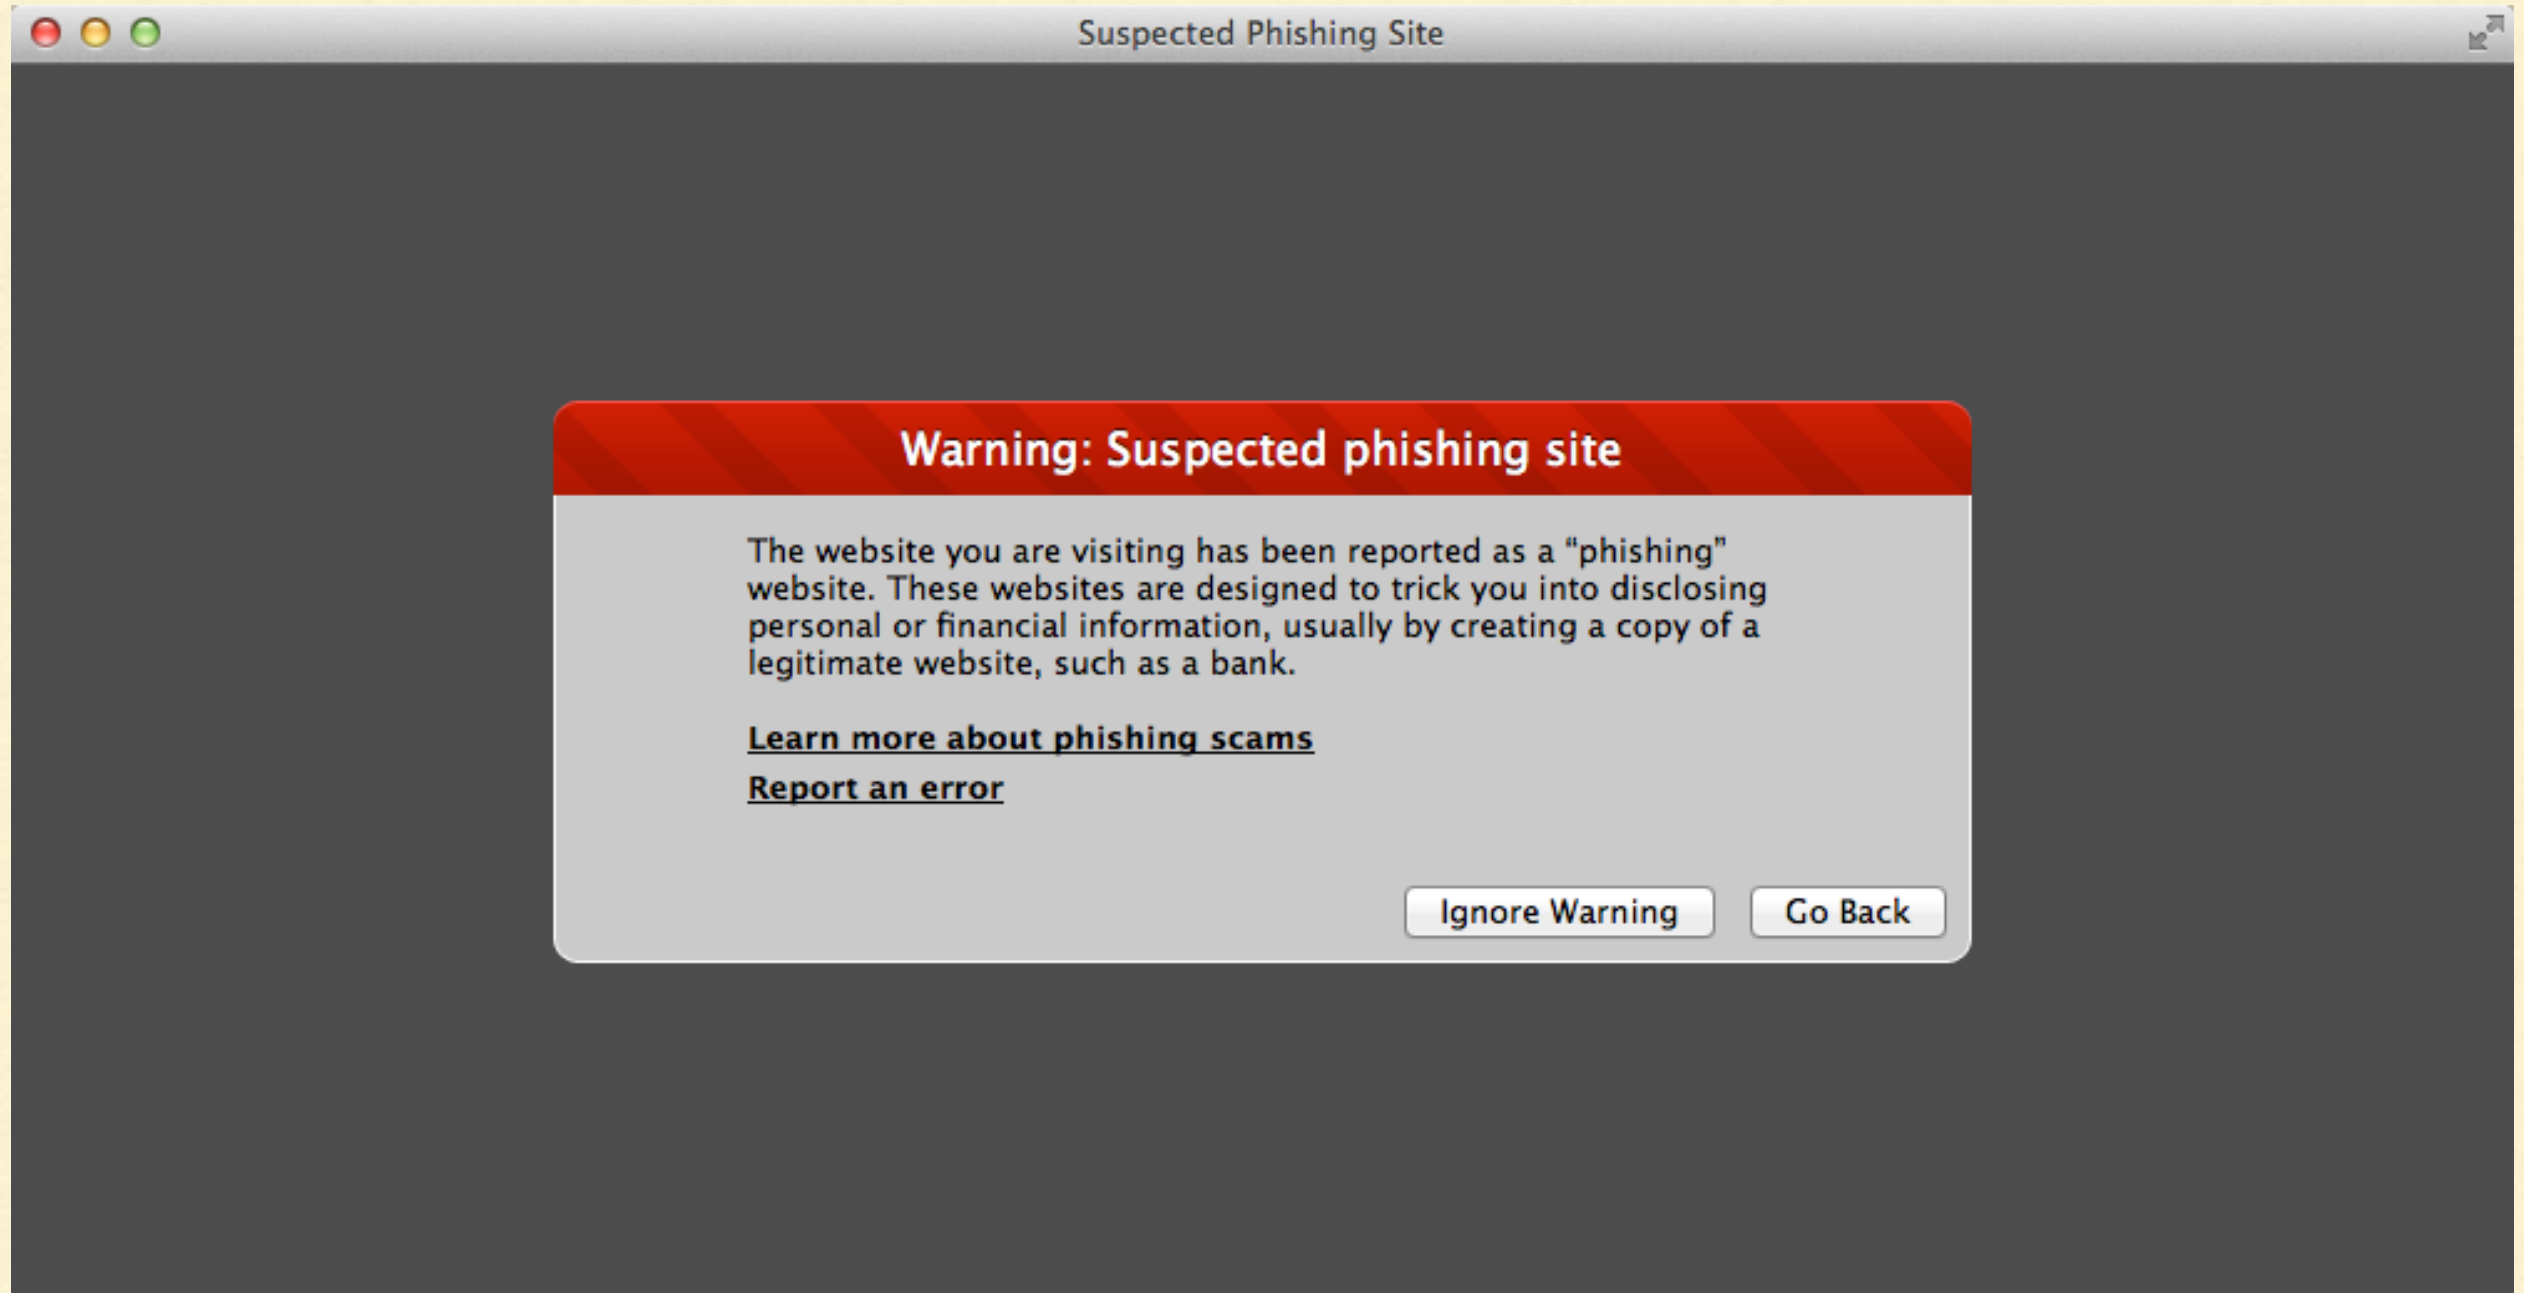 Suspected Phishing Site
Warning: Suspected phishing site
The website you are visiting has been reported as a “phishing”
website. These websites are designed to trick you into disclosing
personal or financial information, usually by creating a copy of a
legitimate website, such as a bank.
Learn more about phishing scams
Report an error
Ignore Warning
Go Back